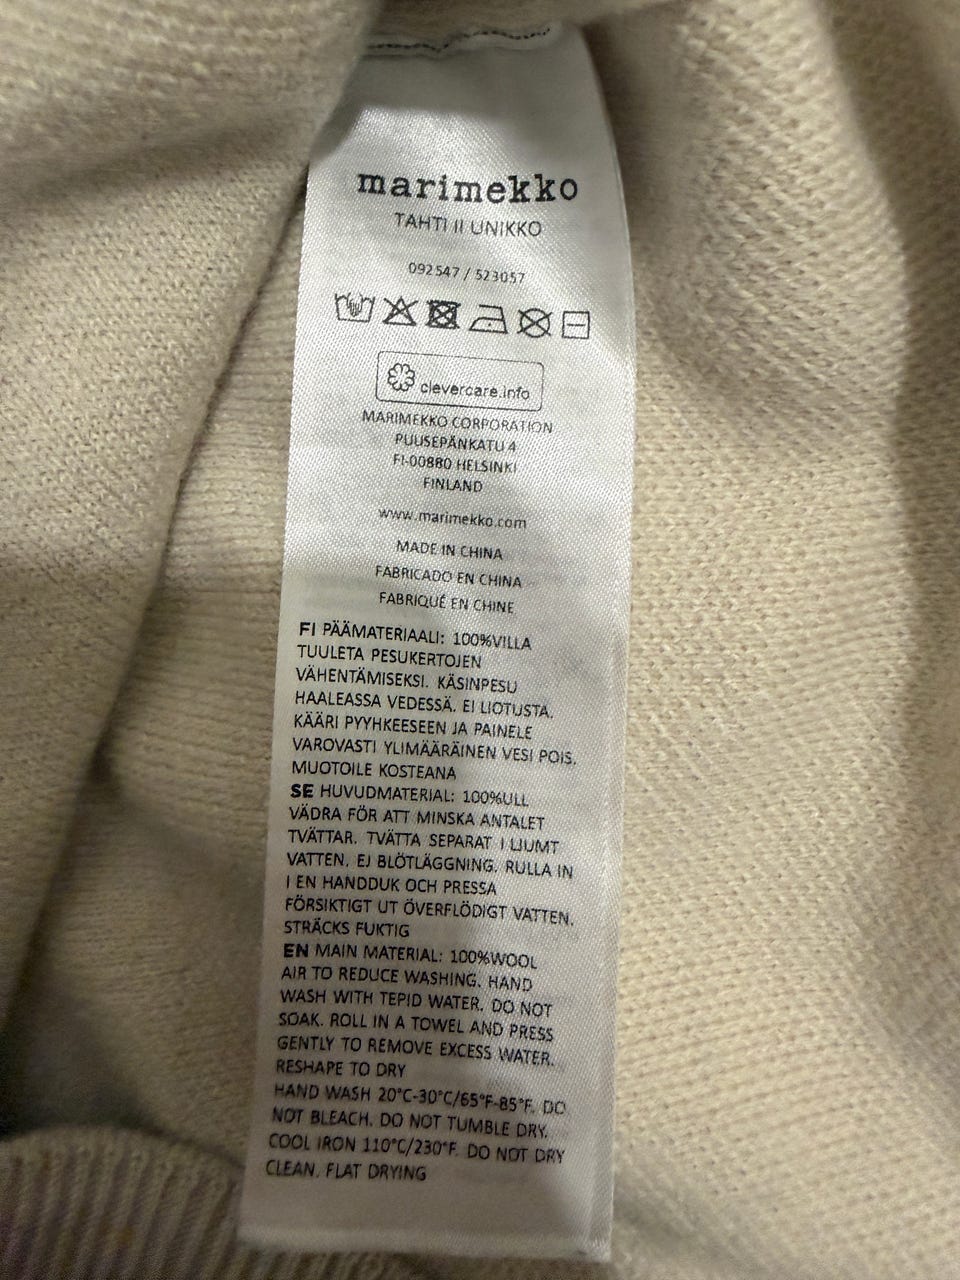 marimekko
TAHTI II UNIKKO
092547 / 523057
clevercare.info
MARIMEKKO CORPORATION
PUUSEPÄNKATU 4
FI-00880 HELSINKI
FINLAND
www.marimekko.com
MADE IN CHINA
FABRICADO EN CHINA
FABRIQUÉ EN CHINE
FI PÄÄMATERIAALI: 100%VILLA
TUULETA PESUKERTOJEN
VÄHENTÄMISEKSI. KÄSINPESU
HAALEASSA VEDESSÄ. EI LIOTUSTA.
KÄÄRI PYYHKEESEEN JA PAINELE
VAROVASTI YLIMÄÄRÄINEN VESI POIS.
MUOTOILE KOSTEANA
SE HUVUDMATERIAL: 100%ULL
VÄDRA FÖR ATT MINSKA ANTALET
TVÄTTAR. TVÄTTA SEPARAT I LJUMT
VATTEN. EJ BLÖTLÄGGNING. RULLA IN
I EN HANDDUK OCH PRESSA
FÖRSIKTIGT UT ÖVERFLÖDIGT VATTEN.
STRÄCKS FUKTIG
EN MAIN MATERIAL: 100%WOOL
AIR TO REDUCE WASHING. HAND
WASH WITH TEPID WATER. DO NOT
SOAK. ROLL IN A TOWEL AND PRESS
GENTLY TO REMOVE EXCESS WATER.
RESHAPE TO DRY
HAND WASH 20°C-30°C/65°F-85°F. DO
NOT BLEACH. DO NOT TUMBLE DRY.
COOL IRON 110°C/230°F. DO NOT DRY
CLEAN. FLAT DRYING